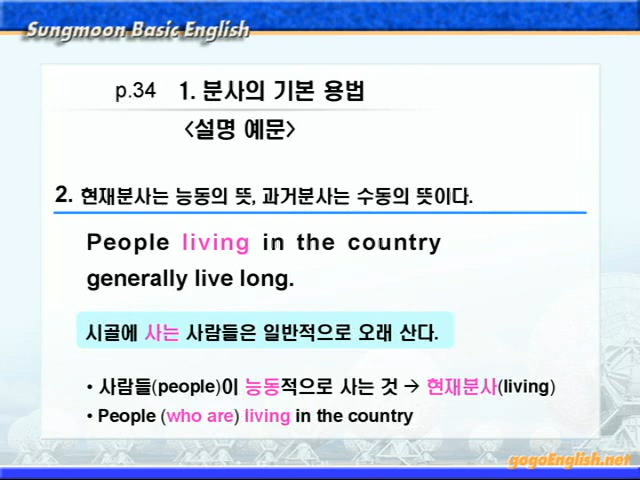 Sungmoon Basic English
p.34 1. 분사의 기본 용법
<설명 예문>
2. 현재분사는 능동의 뜻, 과거분사는 수동의 뜻이다.
People living in the country
generally live long.
시골에 사는 사람들은 일반적으로 오래 산다.
• 사람들(people)이 능동적으로 사는 것 → 현재분사(living)
• People (who are) living in the country
gogoEnglish.net